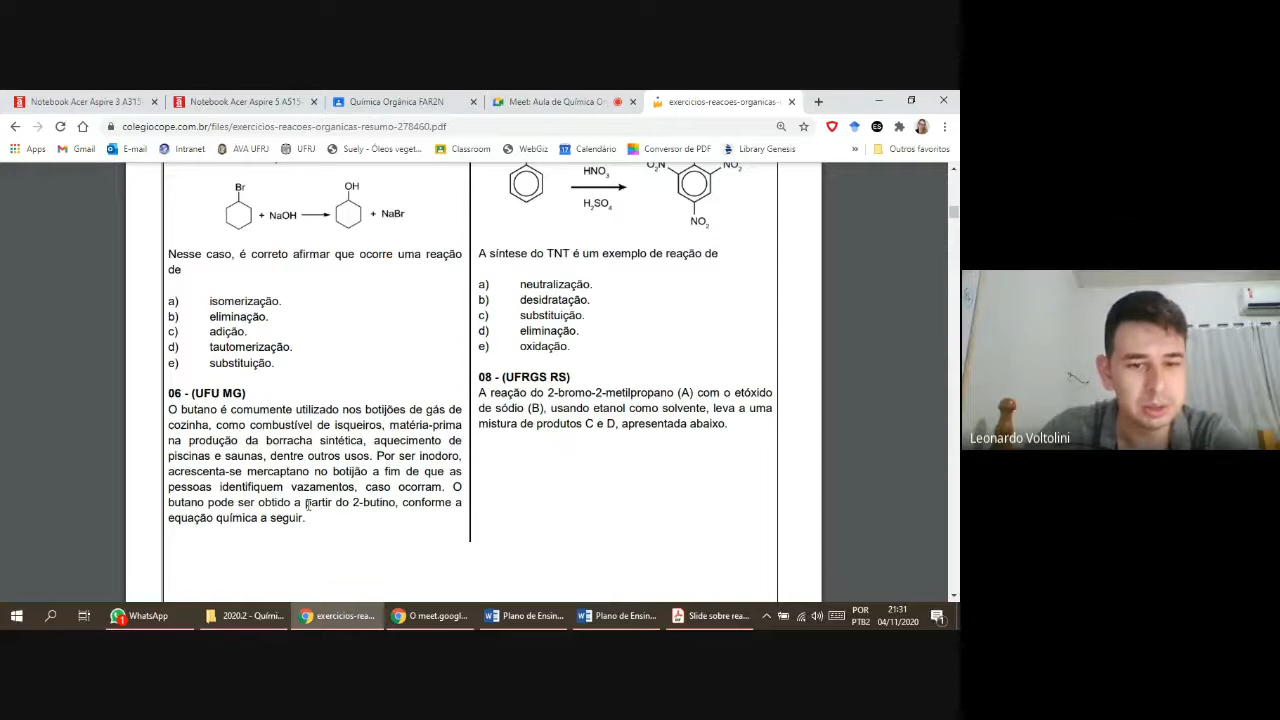 Notebook Acer Aspire 3 A315
Notebook Acer Aspire 5 A515
Química Orgânica FAR2N
Meet: Aula de Química Or
exercicios-reacoes-organicas-
colegiocope.com.br/files/exercicios-reacoes-organicas-resumo-278460.pdf
Apps
Gmail
E-mail
Intranet
AVA UFRJ
UFRJ
Suely - Óleos veget...
Classroom
WebGiz
Calendário
Conversor de PDF
Library Genesis
Outros favoritos
Br
+ NaOH
OH
+ NaBr
Nesse caso, é correto afirmar que ocorre uma reação
de
a) isomerização.
b) eliminação.
c) adição.
d) tautomerização.
e) substituição.
06 - (UFU MG)
O butano é comumente utilizado nos botijões de gás de
cozinha, como combustível de isqueiros, matéria-prima
na produção da borracha sintética, aquecimento de
piscinas e saunas, dentre outros usos. Por ser inodoro,
acrescenta-se mercaptano no botijão a fim de que as
pessoas identifiquem vazamentos, caso ocorram. O
butano pode ser obtido a partir do 2-butino, conforme a
equação química a seguir.
HNO3
H2SO4
O2N
NO2
NO2
A síntese do TNT é um exemplo de reação de
a) neutralização.
b) desidratação.
c) substituição.
d) eliminação.
e) oxidação.
08 - (UFRGS RS)
A reação do 2-bromo-2-metilpropano (A) com o etóxido
de sódio (B), usando etanol como solvente, leva a uma
mistura de produtos C e D, apresentada abaixo.
Leonardo Voltolini
WhatsApp
2020.2 - Quími...
exercicios-rea...
O meet.googl...
Plano de Ensin...
Plano de Ensin...
Slide sobre rea...
POR
PTB2
21:31
04/11/2020